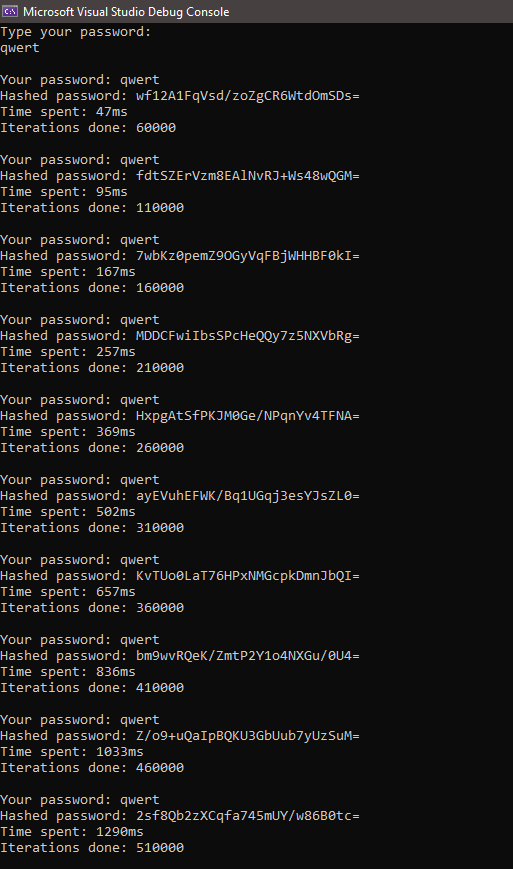 Microsoft Visual Studio Debug Console
Type your password:
qwert
Your password: qwert
Hashed password: wf12A1FqVsd/zoZgCR6WtdOmSDs=
Time spent: 47ms
Iterations done: 60000
Your password: qwert
Hashed password: fdtSZErVzm8EAlNvRJ+Ws48wQGM=
Time spent: 95ms
Iterations done: 110000
Your password: qwert
Hashed password: 7wbKz0pemZ9OGyVqFBjWHHBF0kI=
Time spent: 167ms
Iterations done: 160000
Your password: qwert
Hashed password: MDDCFwiIbsSPcHeQQy7z5NXVbRg=
Time spent: 257ms
Iterations done: 210000
Your password: qwert
Hashed password: HxpgAtSfPKJM0Ge/NPqnYv4TFNA=
Time spent: 369ms
Iterations done: 260000
Your password: qwert
Hashed password: ayEVuhEFWK/Bq1UGqj3esYJsZL0=
Time spent: 502ms
Iterations done: 310000
Your password: qwert
Hashed password: KvTUo0LaT76HPxNMGcpkDmnJbQI=
Time spent: 657ms
Iterations done: 360000
Your password: qwert
Hashed password: bm9wvRQeK/ZmtP2Y1o4NXGu/0U4=
Time spent: 836ms
Iterations done: 410000
Your password: qwert
Hashed password: Z/o9+uQaIpBQKU3GbUub7yUzSuM=
Time spent: 1033ms
Iterations done: 460000
Your password: qwert
Hashed password: 2sf8Qb2zXCqfa745mUY/w86B0tc=
Time spent: 1290ms
Iterations done: 510000